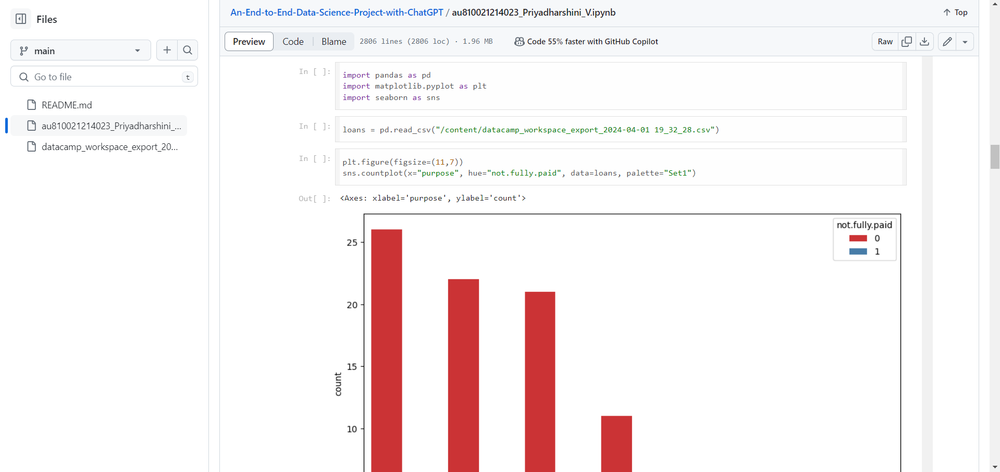 Files
main
Go to file
t
README.md
au810021214023_Priyadharshini_...
datacamp_workspace_export_20...
An-End-to-End-Data-Science-Project-with-ChatGPT / au810021214023_Priyadharshini_V.ipynb
Top
Preview
Code
Blame
2806 lines (2806 loc) · 1.96 MB
Code 55% faster with GitHub Copilot
Raw
In [ ]:
import pandas as pd
import matplotlib.pyplot as plt
import seaborn as sns
In [ ]:
loans = pd.read_csv("/content/datacamp_workspace_export_2024-04-01 19_32_28.csv")
In [ ]:
plt.figure(figsize=(11,7))
sns.countplot(x="purpose", hue="not.fully.paid", data=loans, palette="Set1")
Out[ ]:
<Axes: xlabel='purpose', ylabel='count'>
not.fully.paid
0
1
25
20
15
10
count